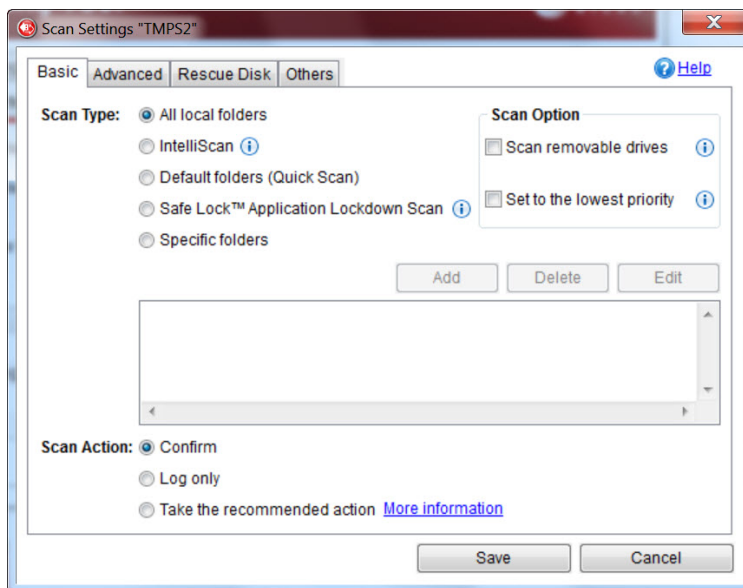 Scan Settings "TMPS2"
Basic Advanced Rescue Disk Others
Help
Scan Type:
All local folders
IntelliScan
Default folders (Quick Scan)
Safe Lock™ Application Lockdown Scan
Specific folders
Scan Option
Scan removable drives
Set to the lowest priority
Add Delete Edit
Scan Action:
Confirm
Log only
Take the recommended action More information
Save Cancel